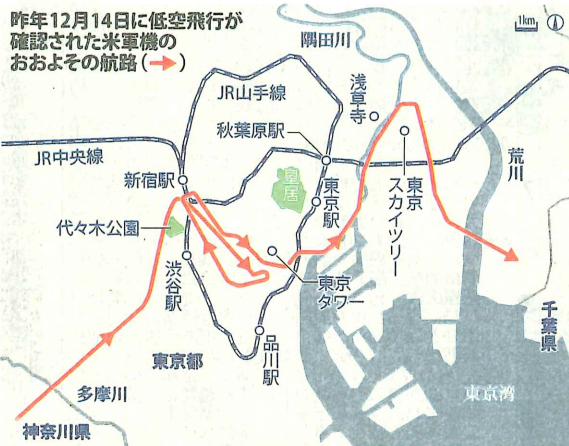 昨年12月14日に低空飛行が
確認された米軍機の
おおよその航路(→)
1km
隅田川
浅草寺
JR山手線
秋葉原駅
JR中央線
新宿駅
皇居
東京駅
東京
スカイツリー
荒川
代々木公園
渋谷駅
東京
タワー
品川駅
東京都
千葉県
多摩川
東京湾
神奈川県